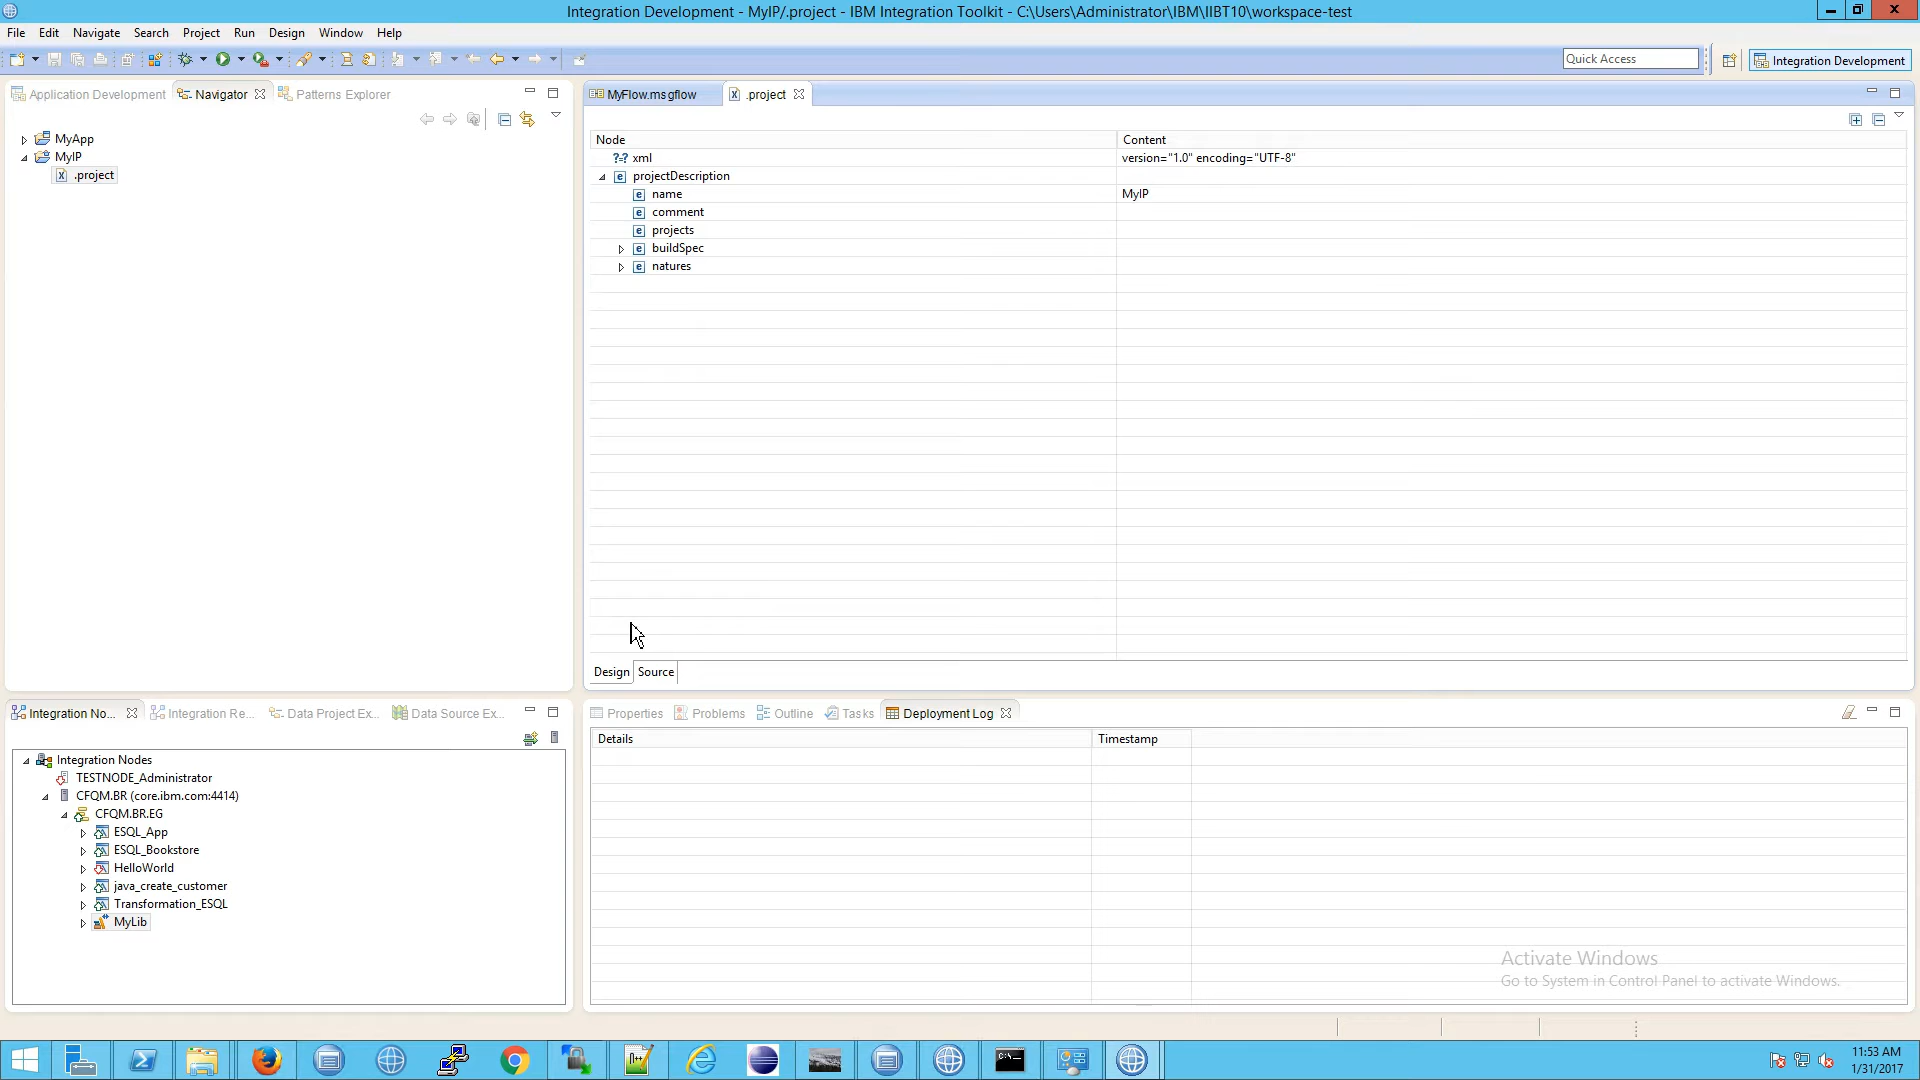 Integration Development - MyIP/.project - IBM Integration Toolkit - C:\Users\Administrator\IBM\IIBT10\workspace-test
File Edit Navigate Search Project Run Design Window Help
Quick Access
Integration Development
Application Development Navigator Patterns Explorer
MyApp
MyIP
.project
MyFlow.msgflow .project
Node Content
xml version="1.0" encoding="UTF-8"
projectDescription
name MyIP
comment
projects
buildSpec
natures
Design Source
Integration No... Integration Re... Data Project Ex... Data Source Ex...
Integration Nodes
TESTNODE_Administrator
CFQM.BR (core.ibm.com:4414)
CFQM.BR.EG
ESQL_App
ESQL_Bookstore
HelloWorld
java_create_customer
Transformation_ESQL
MyLib
Properties Problems Outline Tasks Deployment Log
Details Timestamp
Activate Windows
Go to System in Control Panel to activate Windows.
11:53 AM
1/31/2017